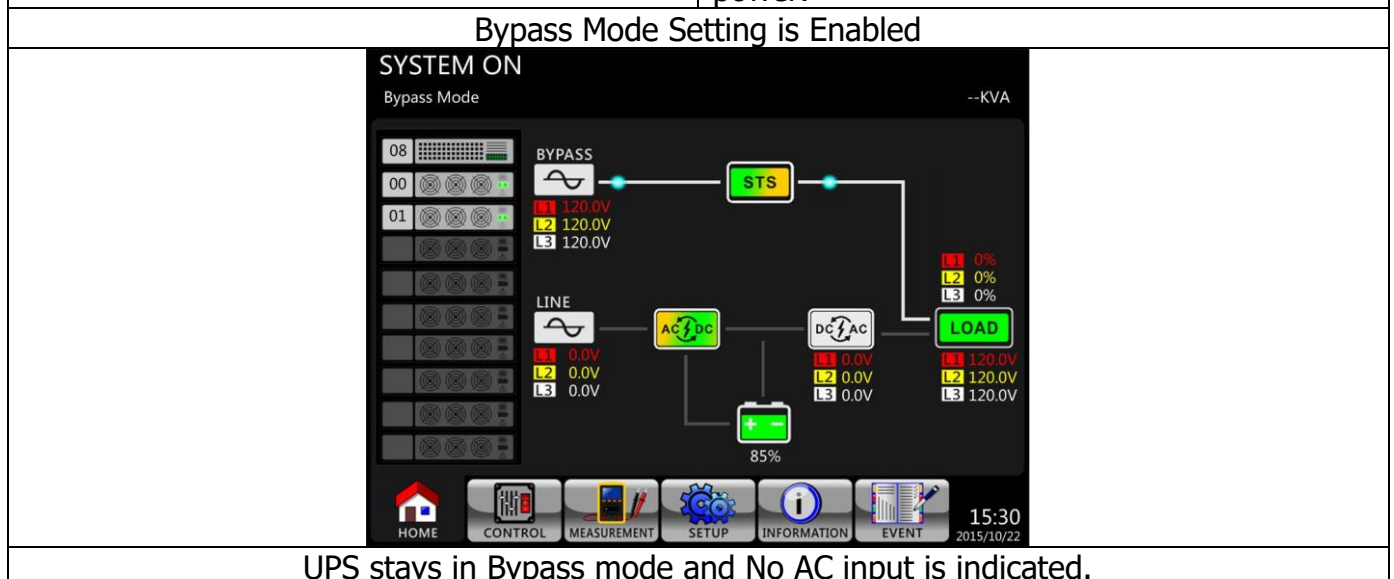 power.
Bypass Mode Setting is Enabled
SYSTEM ON
Bypass Mode
--KVA
08
00
01
BYPASS
L1 120.0V
L2 120.0V
L3 120.0V
STS
L1 0%
L2 0%
L3 0%
LINE
L1 0.0V
L2 0.0V
L3 0.0V
AC DC
DC AC
L1 0.0V
L2 0.0V
L3 0.0V
LOAD
L1 120.0V
L2 120.0V
L3 120.0V
+ -
85%
HOME
CONTROL
MEASUREMENT
SETUP
INFORMATION
EVENT
15:30
2015/10/22
UPS stays in Bypass mode and No AC input is indicated.